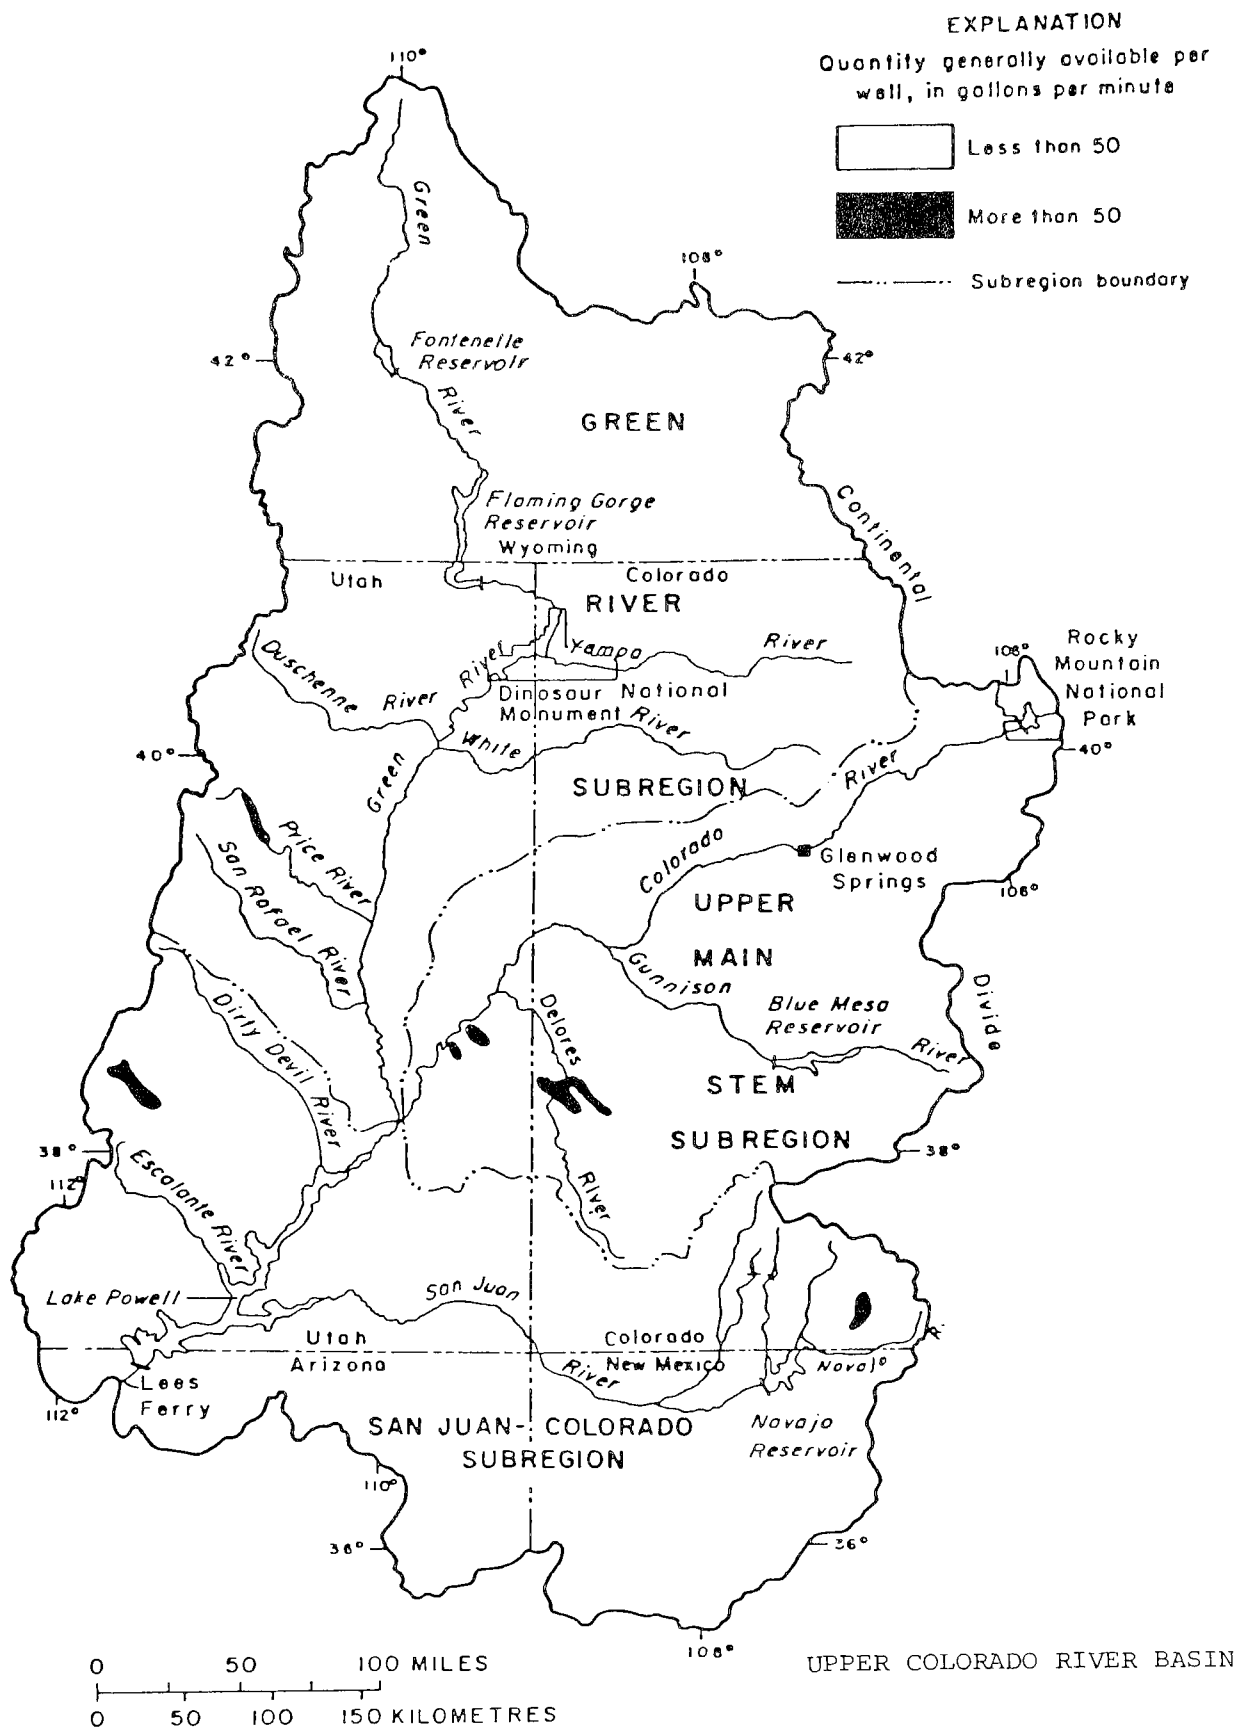 EXPLANATION
Quantity generally available per
well, in gallons per minute
Less than 50
More than 50
Subregion boundary
110°
Green
108°
Fontenelle
Reservoir
42°
42°
River
GREEN
Flaming Gorge
Reservoir
Wyoming
Continental
Utah
Colorado
RIVER
Duschenne
River
River
Yampa
River
106°
Rocky
Mountain
National
Park
Dinosaur National
Monument
River
White
40°
40°
Green
SUBREGION
River
Price River
San Rafael River
Colorado
Glenwood
Springs
106°
UPPER
MAIN
Gunnison
Divide
Dirty Devil River
Delores
Blue Mesa
Reservoir
River
STEM
SUBREGION
38°
38°
112°
Escalante River
River
Lake Powell
San Juan
Utah
Colorado
R.
Arizona
New Mexico
Navajo
River
Lees
Ferry
112°
SAN JUAN-COLORADO
SUBREGION
Navajo
Reservoir
110°
36°
36°
108°
0 50 100 MILES
0 50 100 150 KILOMETRES
UPPER COLORADO RIVER BASIN